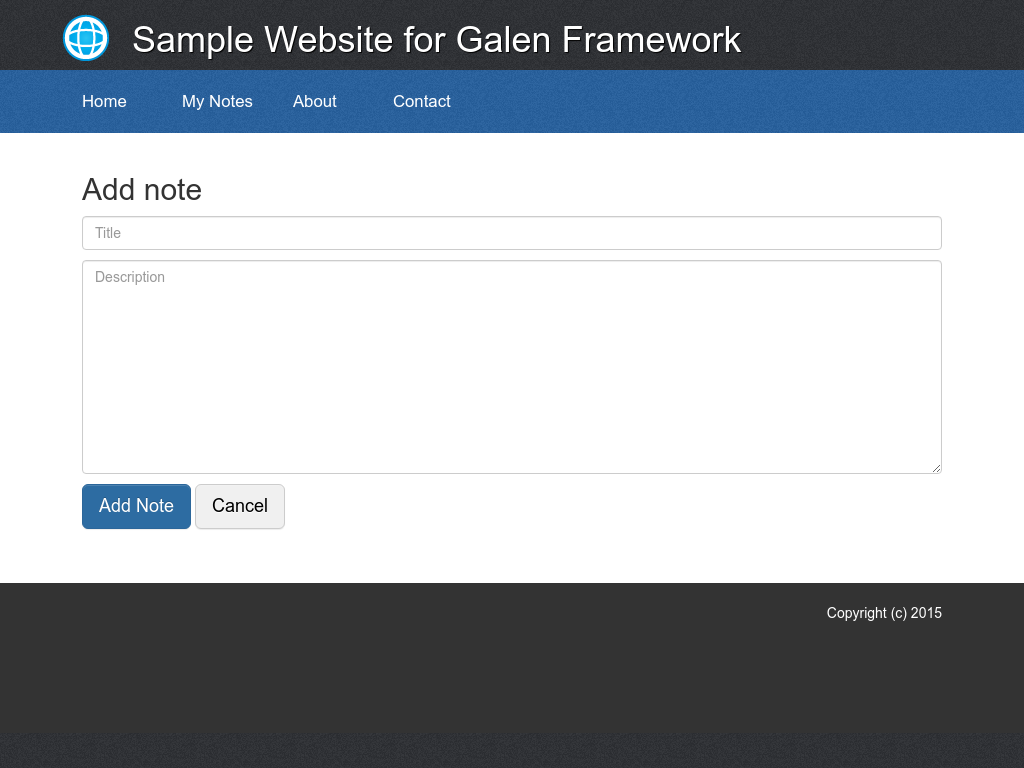 Sample Website for Galen Framework
Home My Notes About Contact
Add note
Title
Description
Add Note Cancel
Copyright (c) 2015